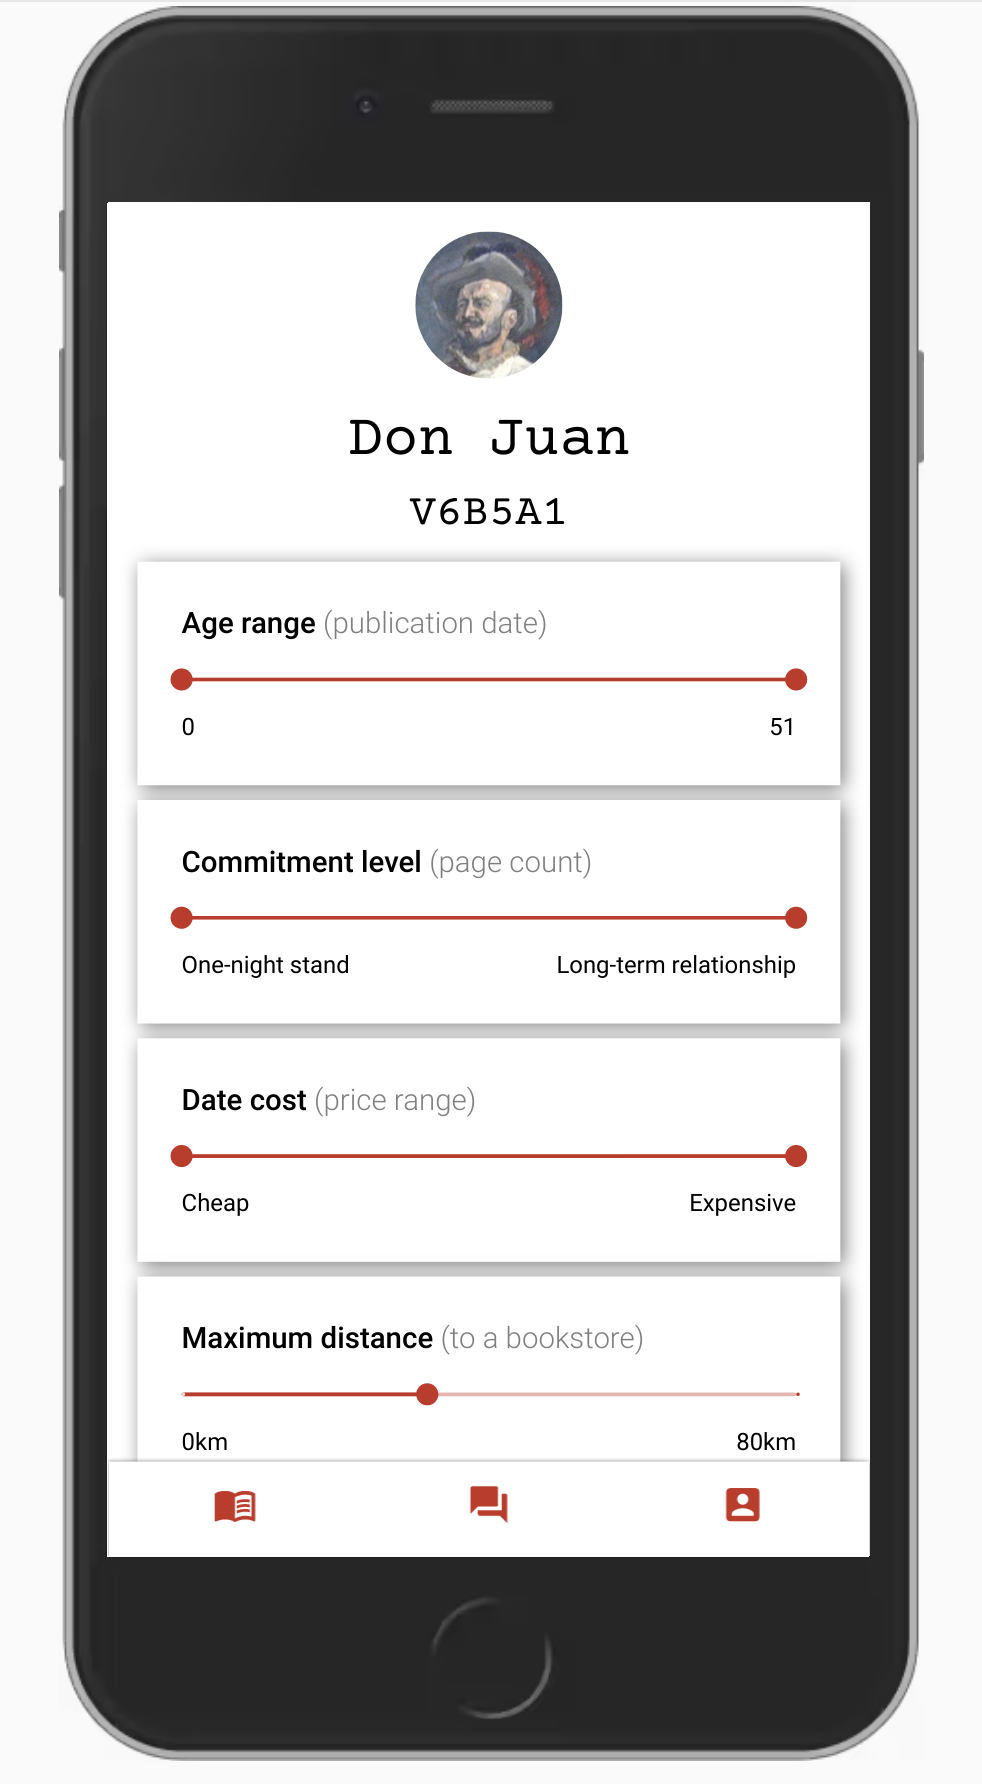 Don Juan
V6B5A1
Age range (publication date)
0 51
Commitment level (page count)
One-night stand Long-term relationship
Date cost (price range)
Cheap Expensive
Maximum distance (to a bookstore)
0km 80km